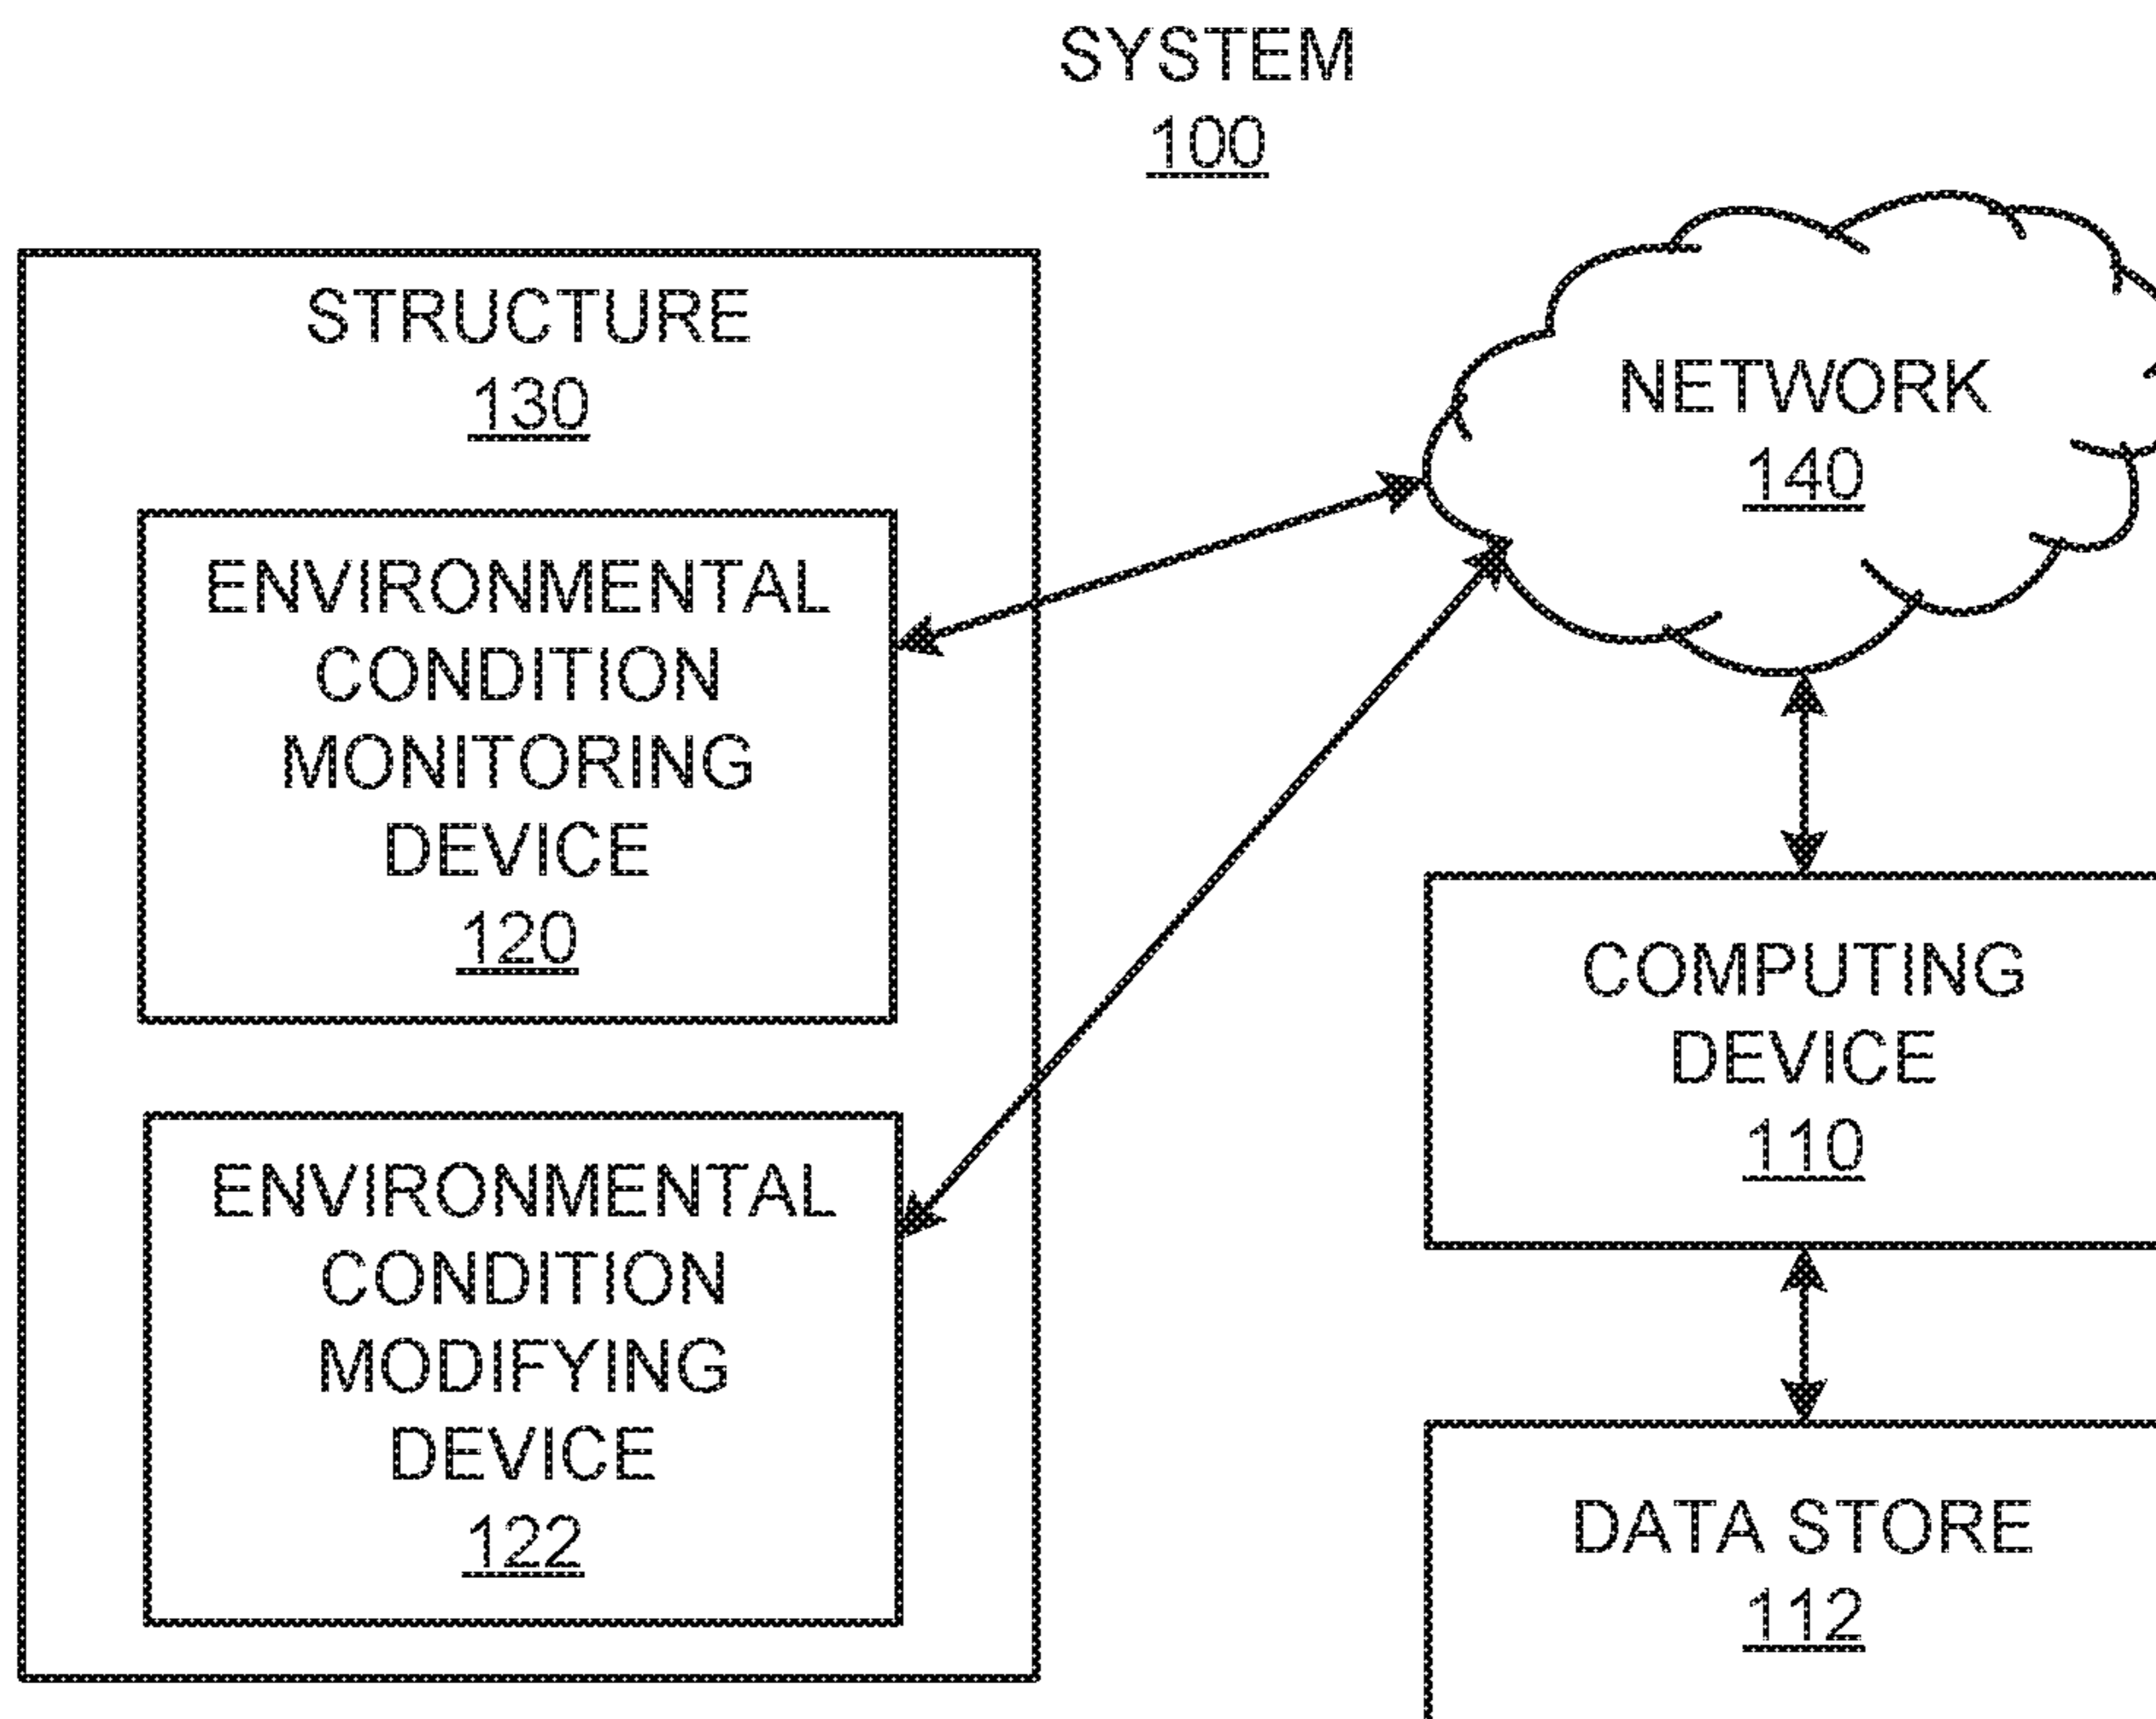 SYSTEM
100
STRUCTURE
130
ENVIRONMENTAL
CONDITION
MONITORING
DEVICE
120
ENVIRONMENTAL
CONDITION
MODIFYING
DEVICE
122
NETWORK
140
COMPUTING
DEVICE
110
DATA STORE
112